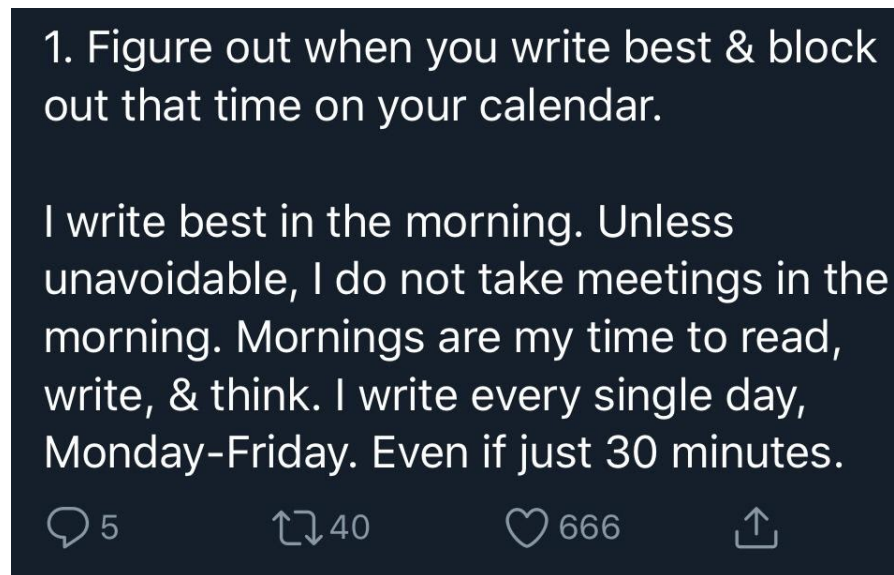 1. Figure out when you write best & block
out that time on your calendar.
I write best in the morning. Unless
unavoidable, I do not take meetings in the
morning. Mornings are my time to read,
write, & think. I write every single day,
Monday-Friday. Even if just 30 minutes.
5 40 666